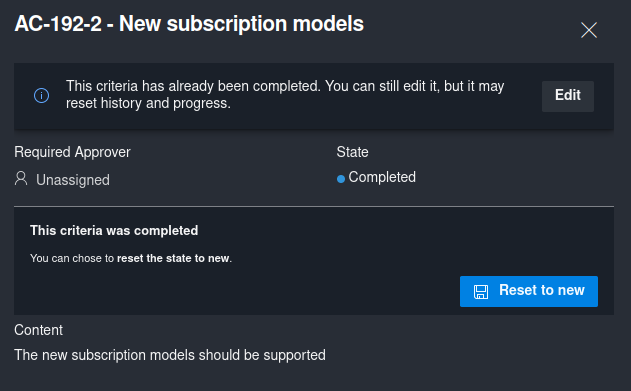 AC-192-2 - New subscription models
This criteria has already been completed. You can still edit it, but it may
reset history and progress.
Edit
Required Approver
State
Unassigned
Completed
This criteria was completed
You can chose to reset the state to new.
Reset to new
Content
The new subscription models should be supported